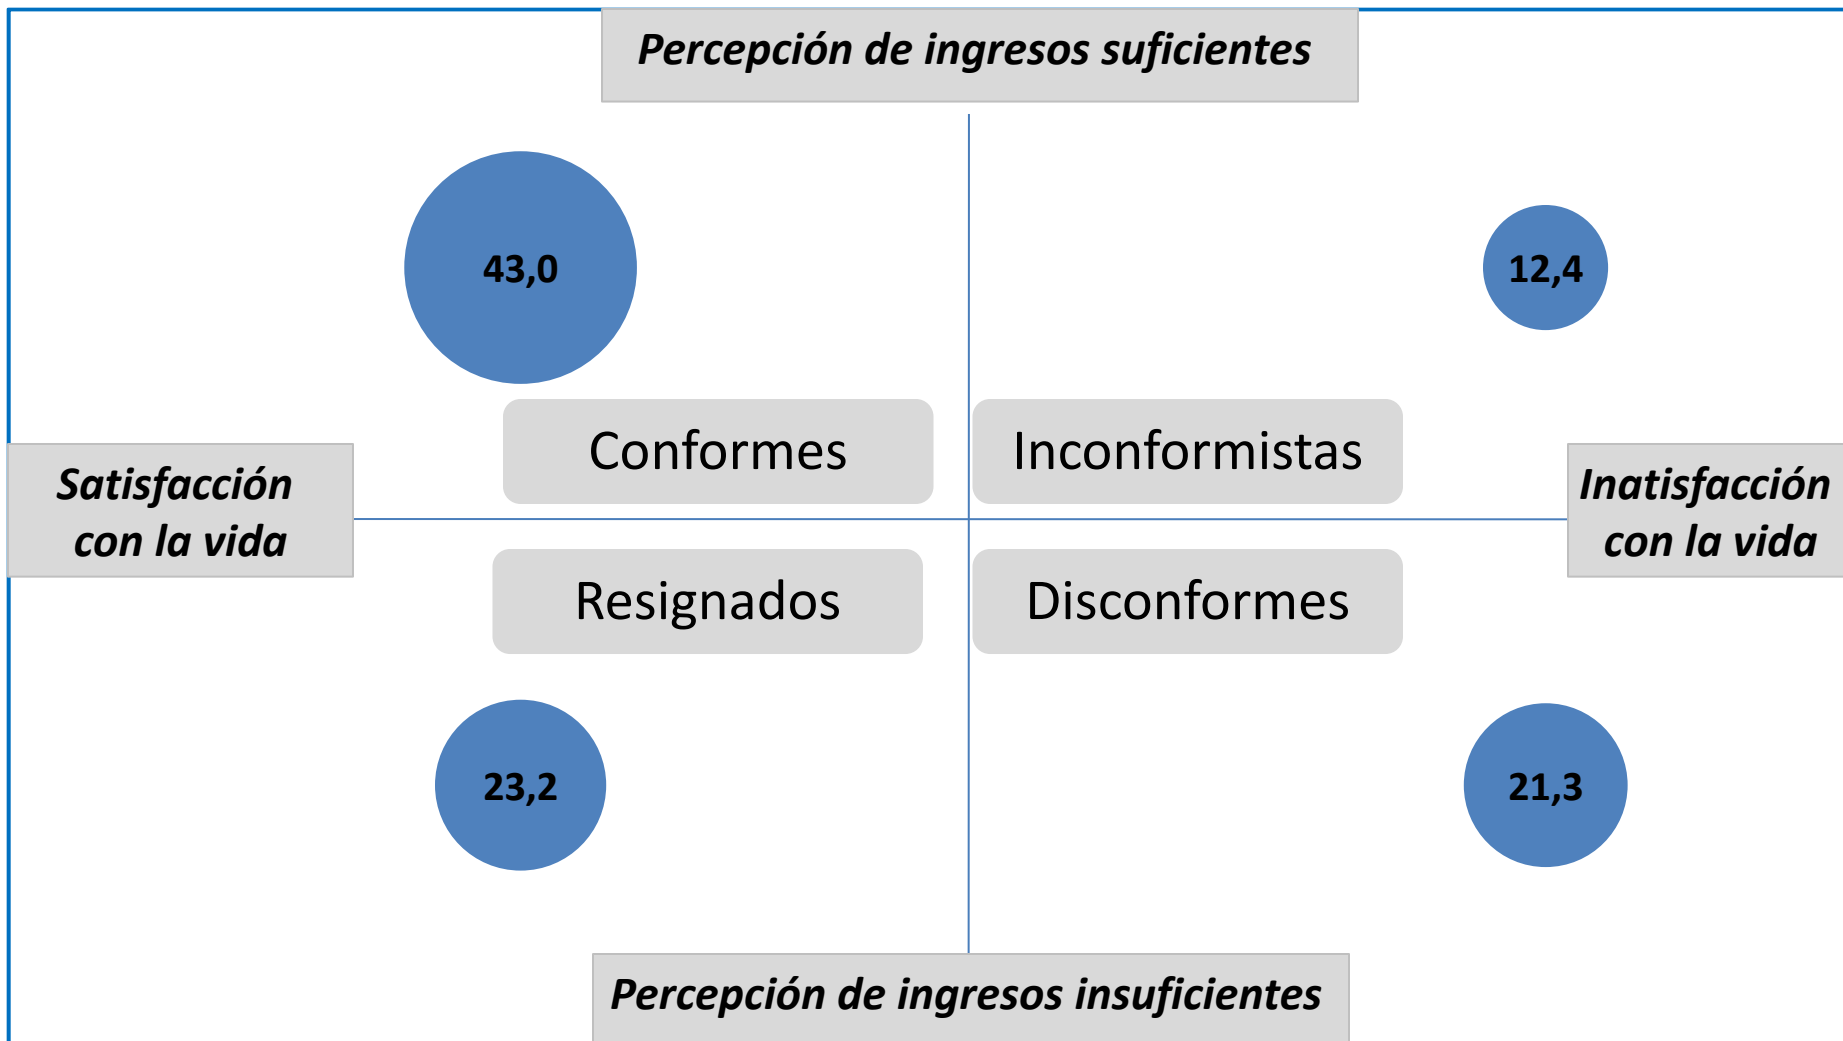 Percepción de ingresos suficientes
43,0
12,4
Conformes
Inconformistas
Satisfacción
con la vida
Inatisfacción
con la vida
Resignados
Disconformes
23,2
21,3
Percepción de ingresos insuficientes